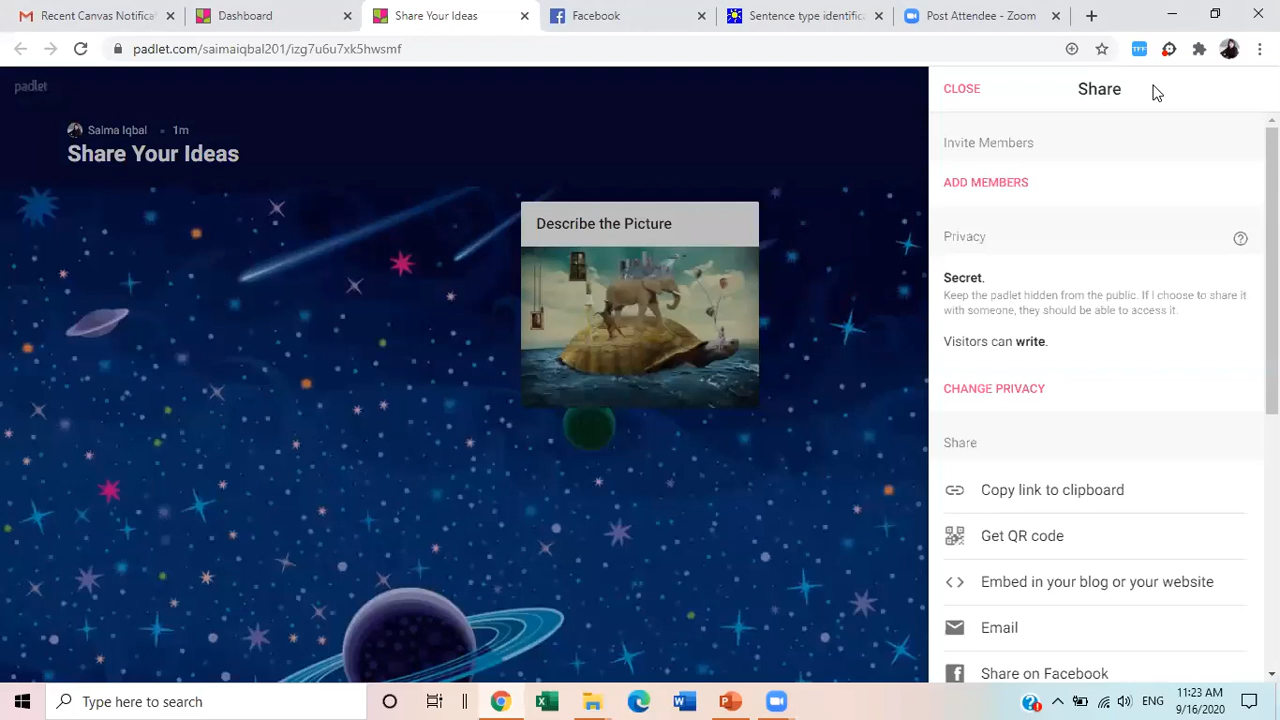 Recent Canvas Notifica
Dashboard
Share Your Ideas
Facebook
Sentence type identific
Post Attendee - Zoom
padlet.com/saimaiqbal201/izg7u6u7xk5hwsmf
TFF
padlet
Saima Iqbal • 1m
Share Your Ideas
Describe the Picture
CLOSE
Share
Invite Members
ADD MEMBERS
Privacy
Secret.
Keep the padlet hidden from the public. If I choose to share it
with someone, they should be able to access it.
Visitors can write.
CHANGE PRIVACY
Share
Copy link to clipboard
Get QR code
Embed in your blog or your website
Email
Share on Facebook
Type here to search
ENG
11:23 AM
9/16/2020